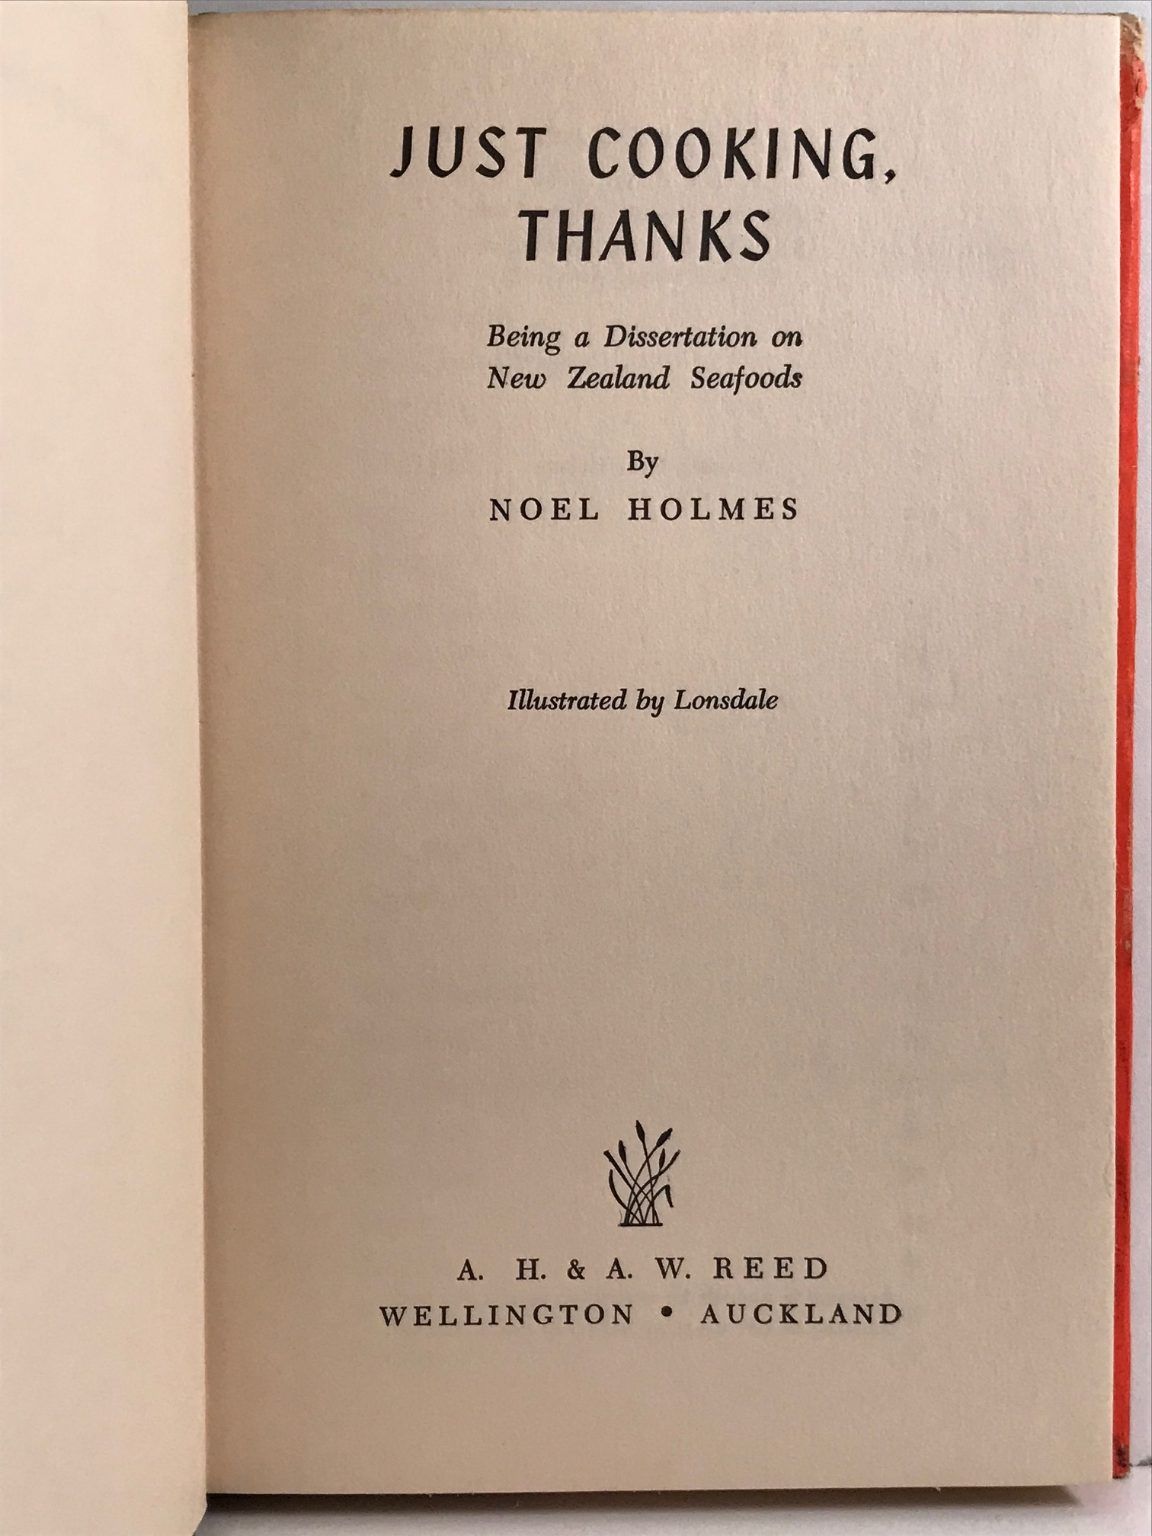 JUST COOKING,
THANKS
Being a Dissertation on
New Zealand Seafoods
By
NOEL HOLMES
Illustrated by Lonsdale
A. H. & A. W. REED
WELLINGTON • AUCKLAND